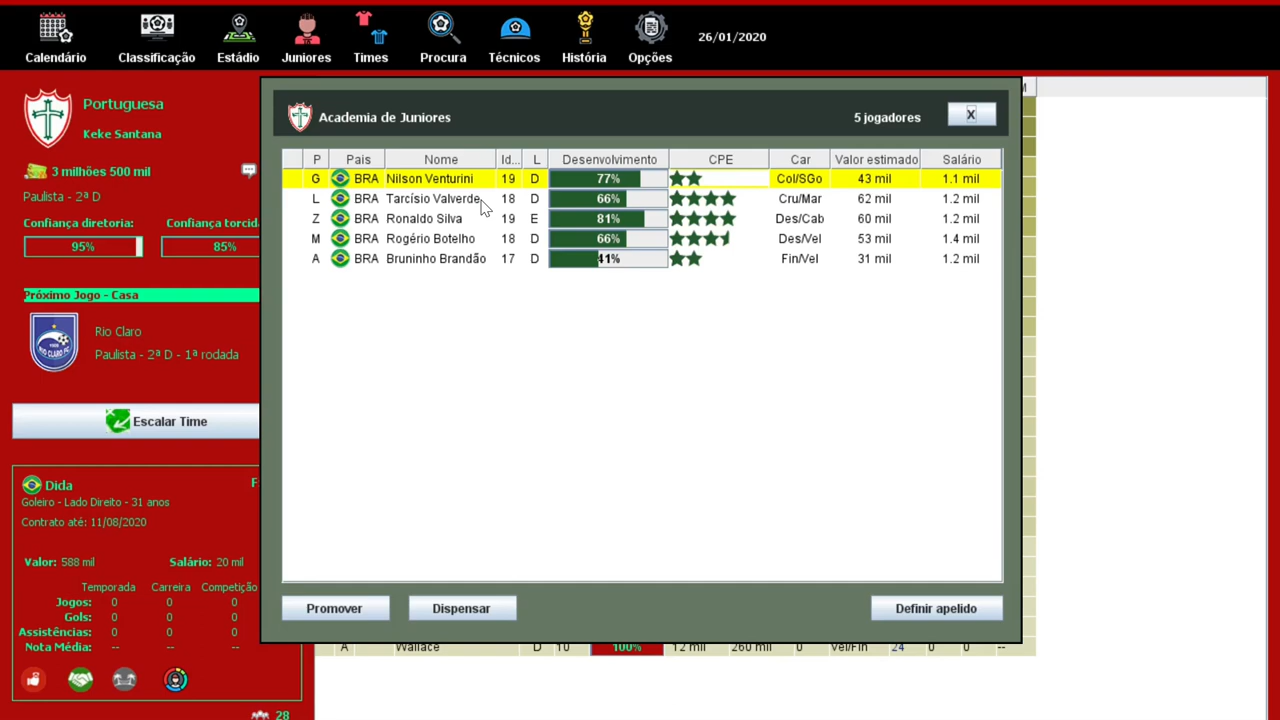 Calendário Classificação Estádio Juniores Times Procura Técnicos História Opções 26/01/2020
Portuguesa
Keke Santana
3 milhões 500 mil
Paulista - 2ª D
Confiança diretoria: Confiança torcid
95% 85%
Próximo Jogo - Casa
Rio Claro
Paulista - 2ª D - 1ª rodada
Escalar Time
Dida F
Goleiro - Lado Direito - 31 anos
Contrato até: 11/08/2020
Valor: 588 mil Salário: 20 mil
Temporada Carreira Competição
Jogos: 0 0 0
Gols: 0 0 0
Assistências: 0 0 0
Nota Média: -- -- --
28
Academia de Juniores 5 jogadores X
P País Nome Id... L Desenvolvimento CPE Car Valor estimado Salário
G BRA Nilson Venturini 19 D 77% Col/SGo 43 mil 1.1 mil
L BRA Tarcísio Valverde 18 D 66% Cru/Mar 62 mil 1.2 mil
Z BRA Ronaldo Silva 19 E 81% Des/Cab 60 mil 1.2 mil
M BRA Rogério Botelho 18 D 66% Des/Vel 53 mil 1.4 mil
A BRA Bruninho Brandão 17 D 41% Fin/Vel 31 mil 1.2 mil
Promover Dispensar Definir apelido
A Wallace D 10 100% 12 mil 260 mil 0 Vel/Fin 24 0 0 --